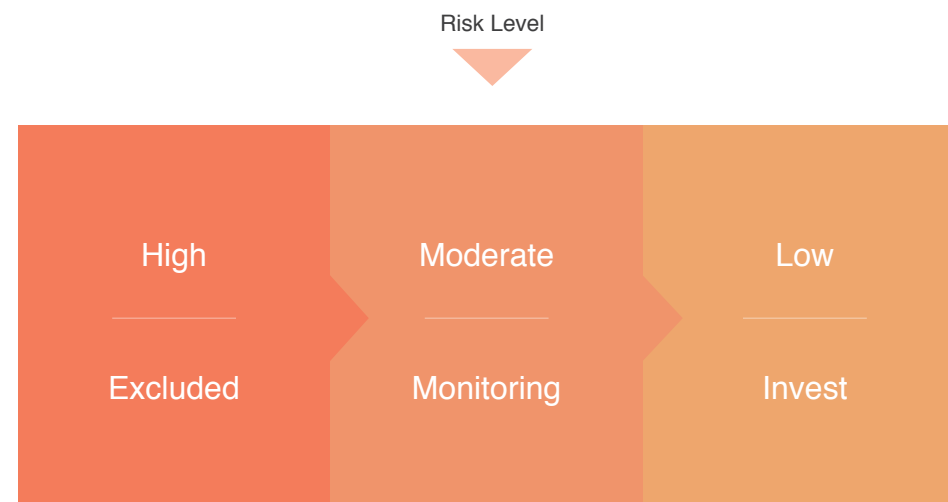 Risk Level
High
Excluded
Moderate
Monitoring
Low
Invest